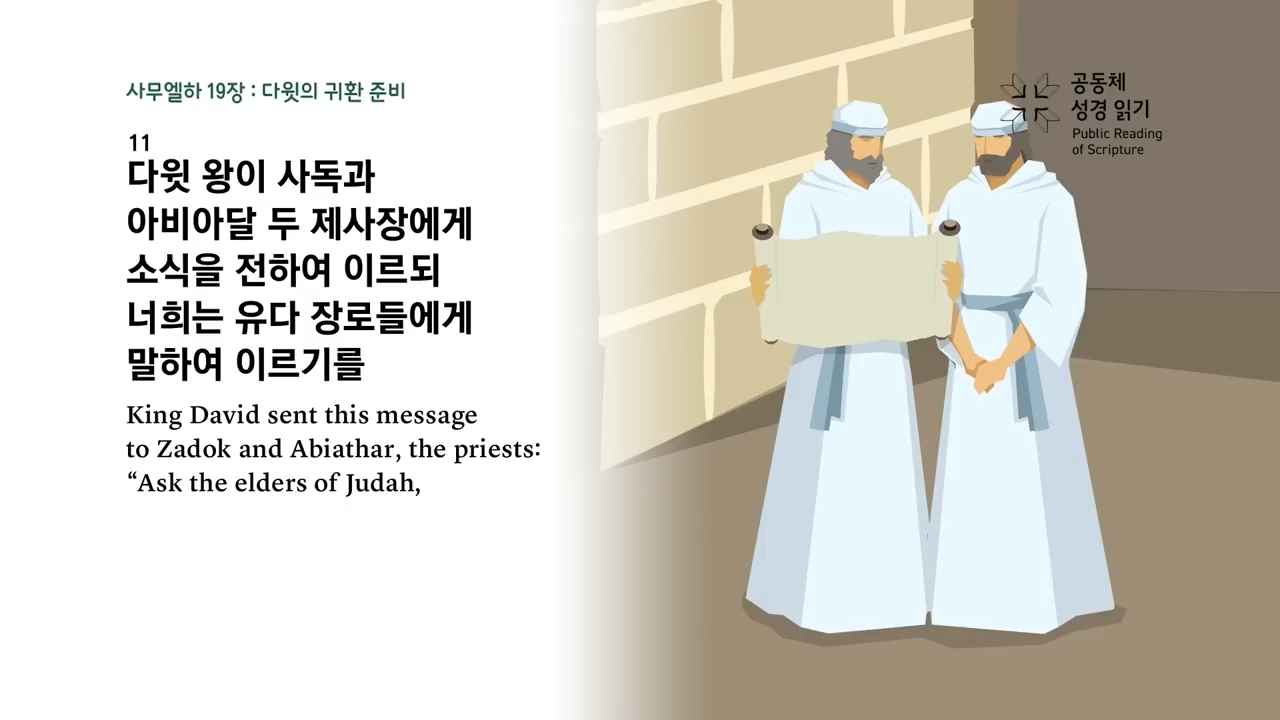 사무엘하 19장 : 다윗의 귀환 준비
11
다윗 왕이 사독과
아비아달 두 제사장에게
소식을 전하여 이르되
너희는 유다 장로들에게
말하여 이르기를
King David sent this message
to Zadok and Abiathar, the priests:
“Ask the elders of Judah,
공동체
성경 읽기
Public Reading
of Scripture